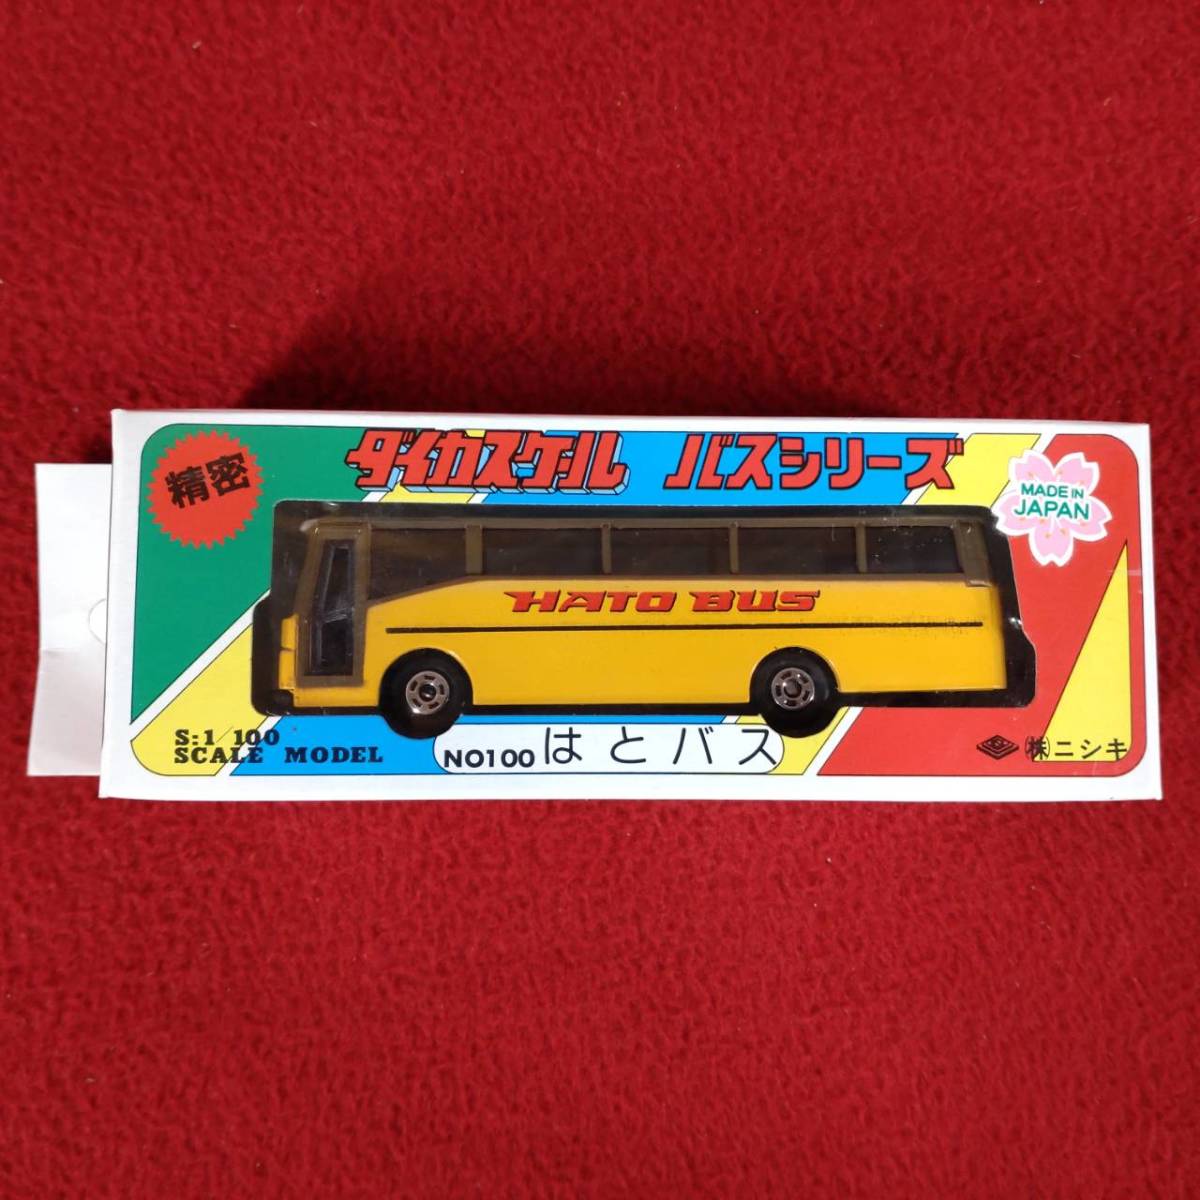 精密
ダイカスケール バスシリーズ
MADE IN
JAPAN
HATO BUS
S:1/100
SCALE MODEL
NO100 はとバス
㈱ニシキ